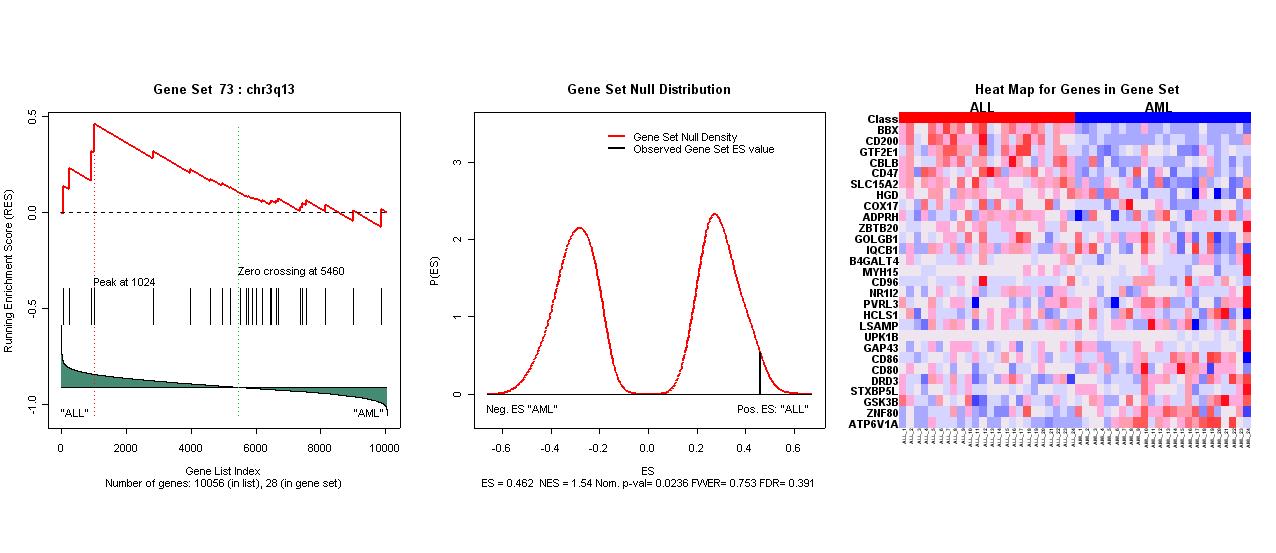 Gene Set 73 : chr3q13
Running Enrichment Score (RES)
0.5
0.0
-0.5
-1.0
Peak at 1024
Zero crossing at 5460
"ALL"
"AML"
0 2000 4000 6000 8000 10000
Gene List Index
Number of genes: 10056 (in list), 28 (in gene set)
Gene Set Null Distribution
P(ES)
3
2
1
0
Gene Set Null Density
Observed Gene Set ES value
Neg. ES "AML"
Pos. ES: "ALL"
-0.6 -0.4 -0.2 0.0 0.2 0.4 0.6
ES
ES = 0.462 NES = 1.54 Nom. p-val= 0.0236 FWER= 0.753 FDR= 0.391
Heat Map for Genes in Gene Set
ALL AML
Class
BBX
CD200
GTF2E1
CBLB
CD47
SLC15A2
HGD
COX17
ADPRH
ZBTB20
GOLGB1
IQCB1
B4GALT4
MYH15
CD96
NR1I2
PVRL3
HCLS1
LSAMP
UPK1B
GAP43
CD86
CD80
DRD3
STXBP5L
GSK3B
ZNF80
ATP6V1A